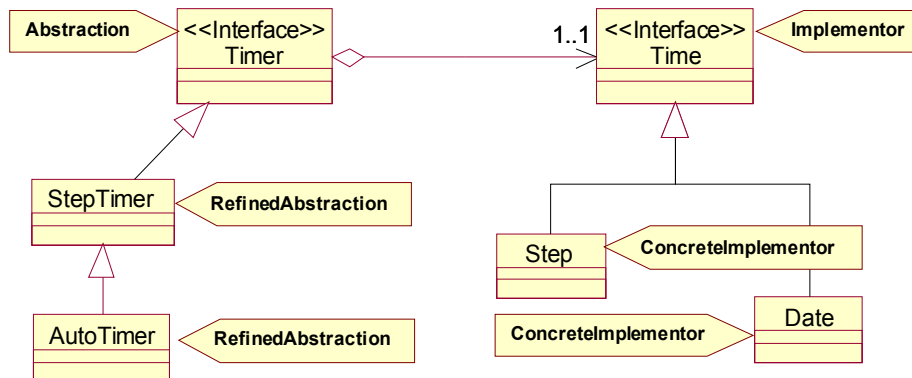 Abstraction
<<Interface>>
Timer
1..1
<<Interface>>
Time
Implementor
StepTimer
RefinedAbstraction
Step
ConcreteImplementor
AutoTimer
RefinedAbstraction
ConcreteImplementor
Date